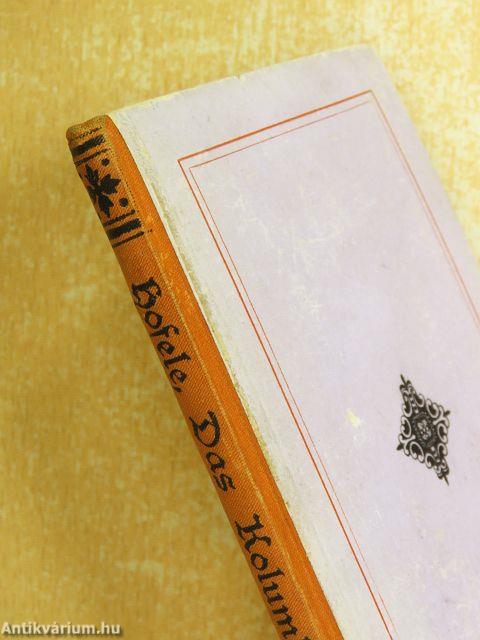 Hofele, Das Kolum
Antikvárium.hu